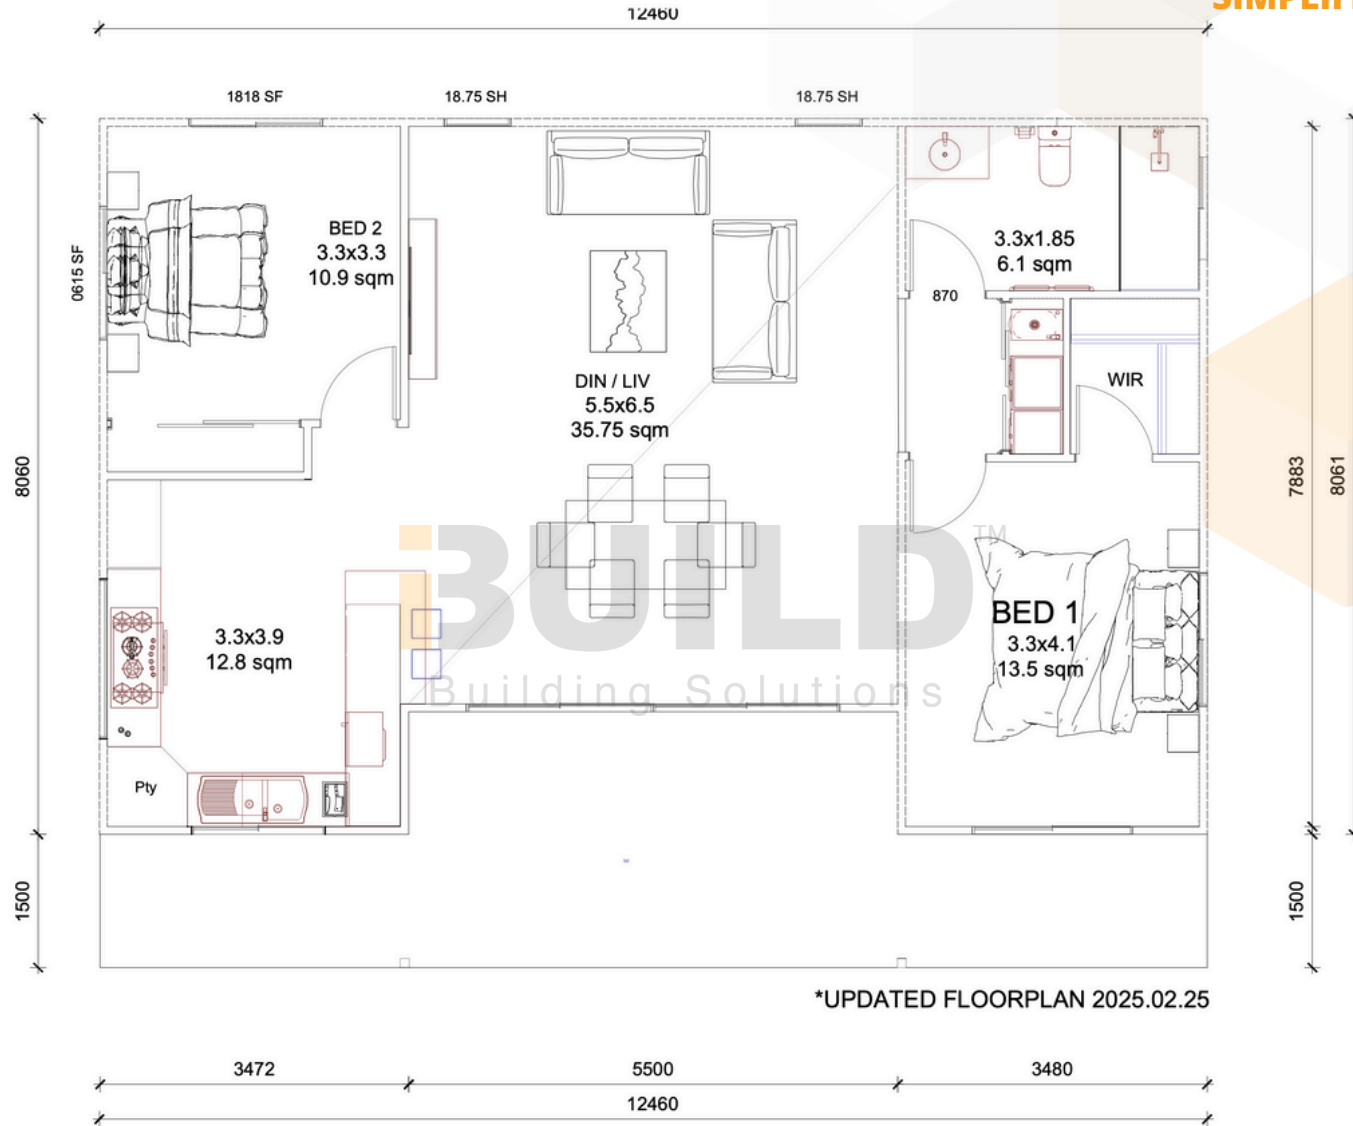 SIMPLIF
12460
1818 SF
18.75 SH
18.75 SH
BED 2
3.3x3.3
10.9 sqm
0615 SF
3.3x1.85
6.1 sqm
870
DIN / LIV
5.5x6.5
35.75 sqm
WIR
8060
7883
8061
iBUILD™
Building Solutions
3.3x3.9
12.8 sqm
BED 1
3.3x4.1
13.5 sqm
Pty
1500
1500
*UPDATED FLOORPLAN 2025.02.25
3472
5500
3480
12460